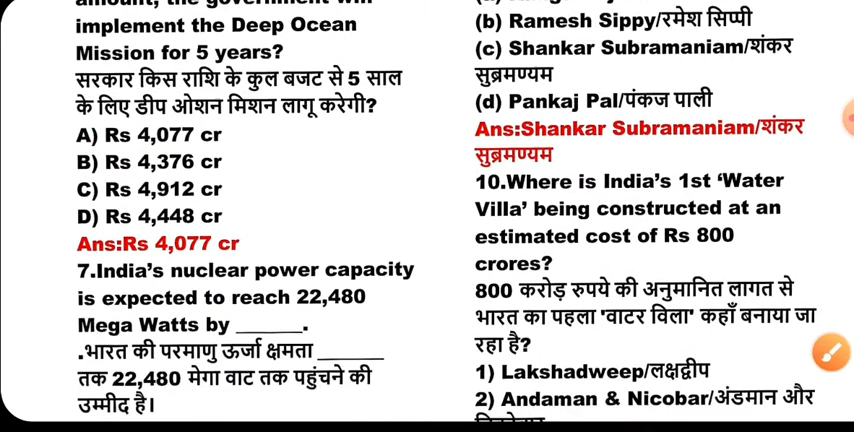 implement the Deep Ocean
Mission for 5 years?
सरकार किस राशि के कुल बजट से 5 साल
के लिए डीप ओशन मिशन लागू करेगी?
A) Rs 4,077 cr
B) Rs 4,376 cr
C) Rs 4,912 cr
D) Rs 4,448 cr
Ans:Rs 4,077 cr
7.India’s nuclear power capacity
is expected to reach 22,480
Mega Watts by ______.
.भारत की परमाणु ऊर्जा क्षमता ______
तक 22,480 मेगा वाट तक पहुंचने की
उम्मीद है।
(b) Ramesh Sippy/रमेश सिप्पी
(c) Shankar Subramaniam/शंकर
सुब्रमण्यम
(d) Pankaj Pal/पंकज पाली
Ans:Shankar Subramaniam/शंकर
सुब्रमण्यम
10.Where is India’s 1st ‘Water
Villa’ being constructed at an
estimated cost of Rs 800
crores?
800 करोड़ रुपये की अनुमानित लागत से
भारत का पहला 'वाटर विला' कहाँ बनाया जा
रहा है?
1) Lakshadweep/लक्षद्वीप
2) Andaman & Nicobar/अंडमान और